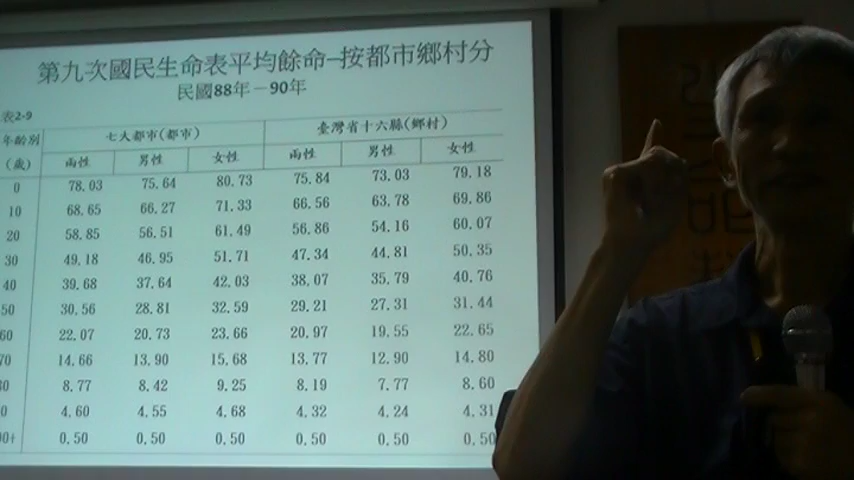 第九次國民生命表平均餘命─按都市鄉村分
民國88年－90年
表2-9
年齡別 七大都市(都市) 臺灣省十六縣(鄉村)
(歲) 兩性 男性 女性 兩性 男性 女性
0 78.03 75.64 80.73 75.84 73.03 79.18
10 68.65 66.27 71.33 66.56 63.78 69.86
20 58.85 56.51 61.49 56.86 54.16 60.07
30 49.18 46.95 51.71 47.34 44.81 50.35
40 39.68 37.64 42.03 38.07 35.79 40.76
50 30.56 28.81 32.59 29.21 27.31 31.44
60 22.07 20.73 23.66 20.97 19.55 22.65
70 14.66 13.90 15.68 13.77 12.90 14.80
80 8.77 8.42 9.25 8.19 7.77 8.60
0 4.60 4.55 4.68 4.32 4.24 4.31
00+ 0.50 0.50 0.50 0.50 0.50 0.50